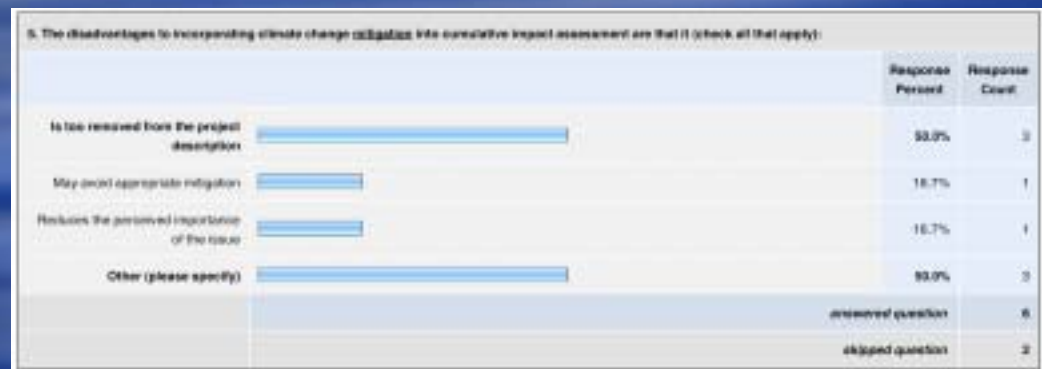 5. The disadvantages to incorporating climate change mitigation into cumulative impact assessment are that it (check all that apply):
Response Percent
Response Count
Is too removed from the project description
50.0%
3
May avoid appropriate mitigation
16.7%
1
Reduces the perceived importance of the issue
16.7%
1
Other (please specify)
50.0%
3
answered question
6
skipped question
2